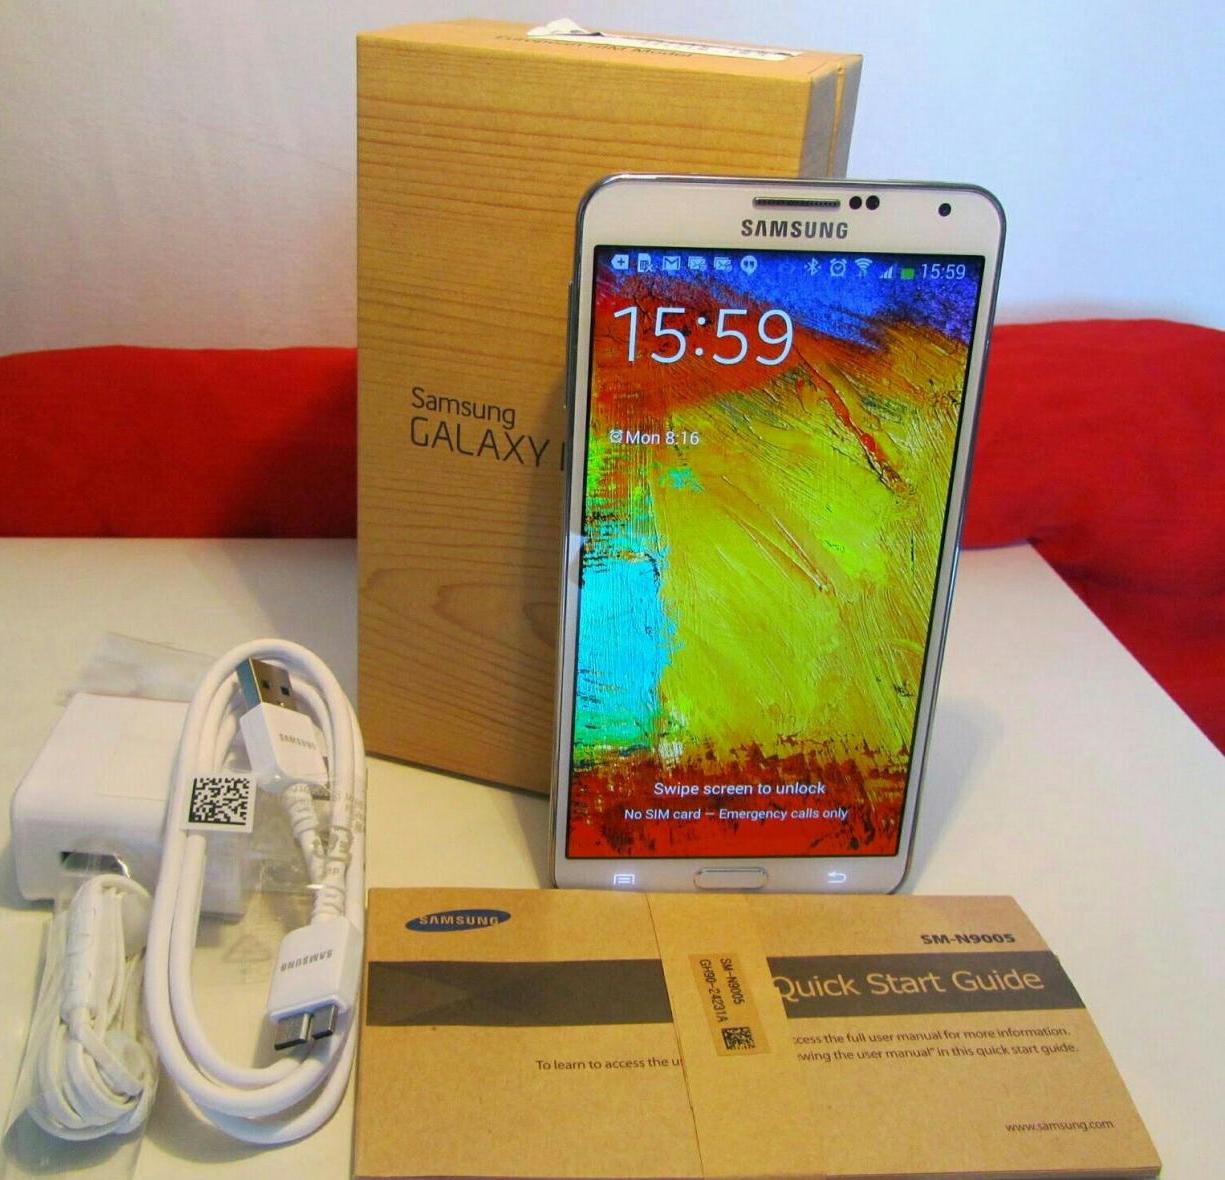 SAMSUNG
15:59
15:59
Mon 8:16
Samsung
GALAXY
Swipe screen to unlock
No SIM card — Emergency calls only
SAMSUNG
SAMSUNG
SAMSUNG
SM-N9005
Quick Start Guide
SM-N9005
GH90-24231A
To learn to access the
the full user manual for more information.
the user manual" in this quick start guide.
www.samsung.com